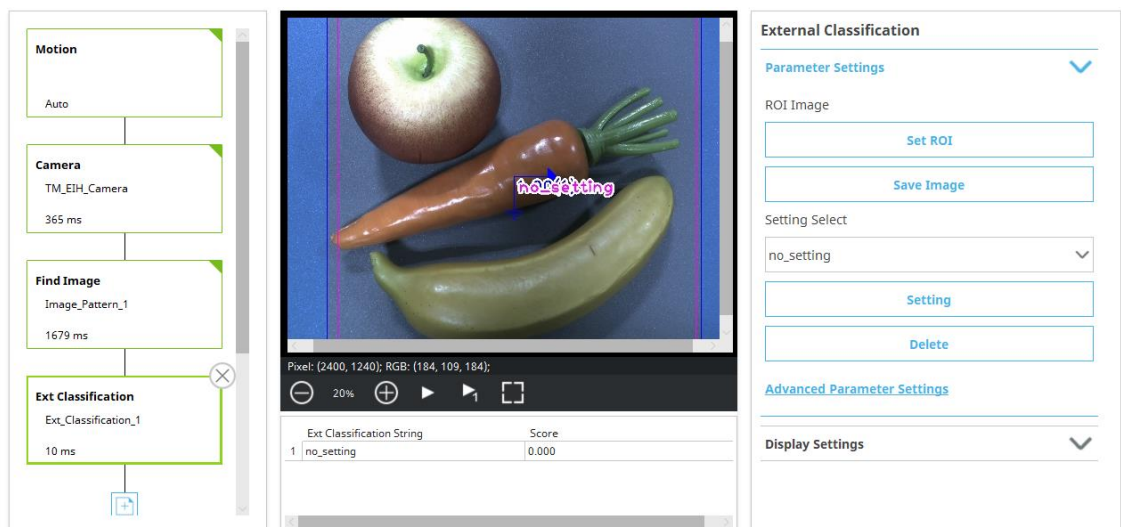 Motion
Auto
Camera
TM_EIH_Camera
365 ms
Find Image
Image_Pattern_1
1679 ms
Ext Classification
Ext_Classification_1
10 ms
no_setting
Pixel: (2400, 1240); RGB: (184, 109, 184);
20%
1
Ext Classification String Score
1 no_setting 0.000
External Classification
Parameter Settings
ROI Image
Set ROI
Save Image
Setting Select
no_setting
Setting
Delete
Advanced Parameter Settings
Display Settings